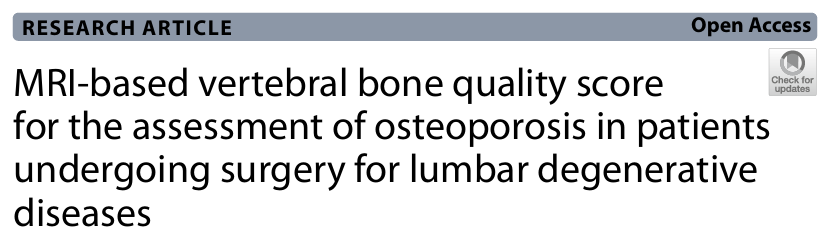 RESEARCH ARTICLE
Open Access
Check for
updates
MRI-based vertebral bone quality score
for the assessment of osteoporosis in patients
undergoing surgery for lumbar degenerative
diseases